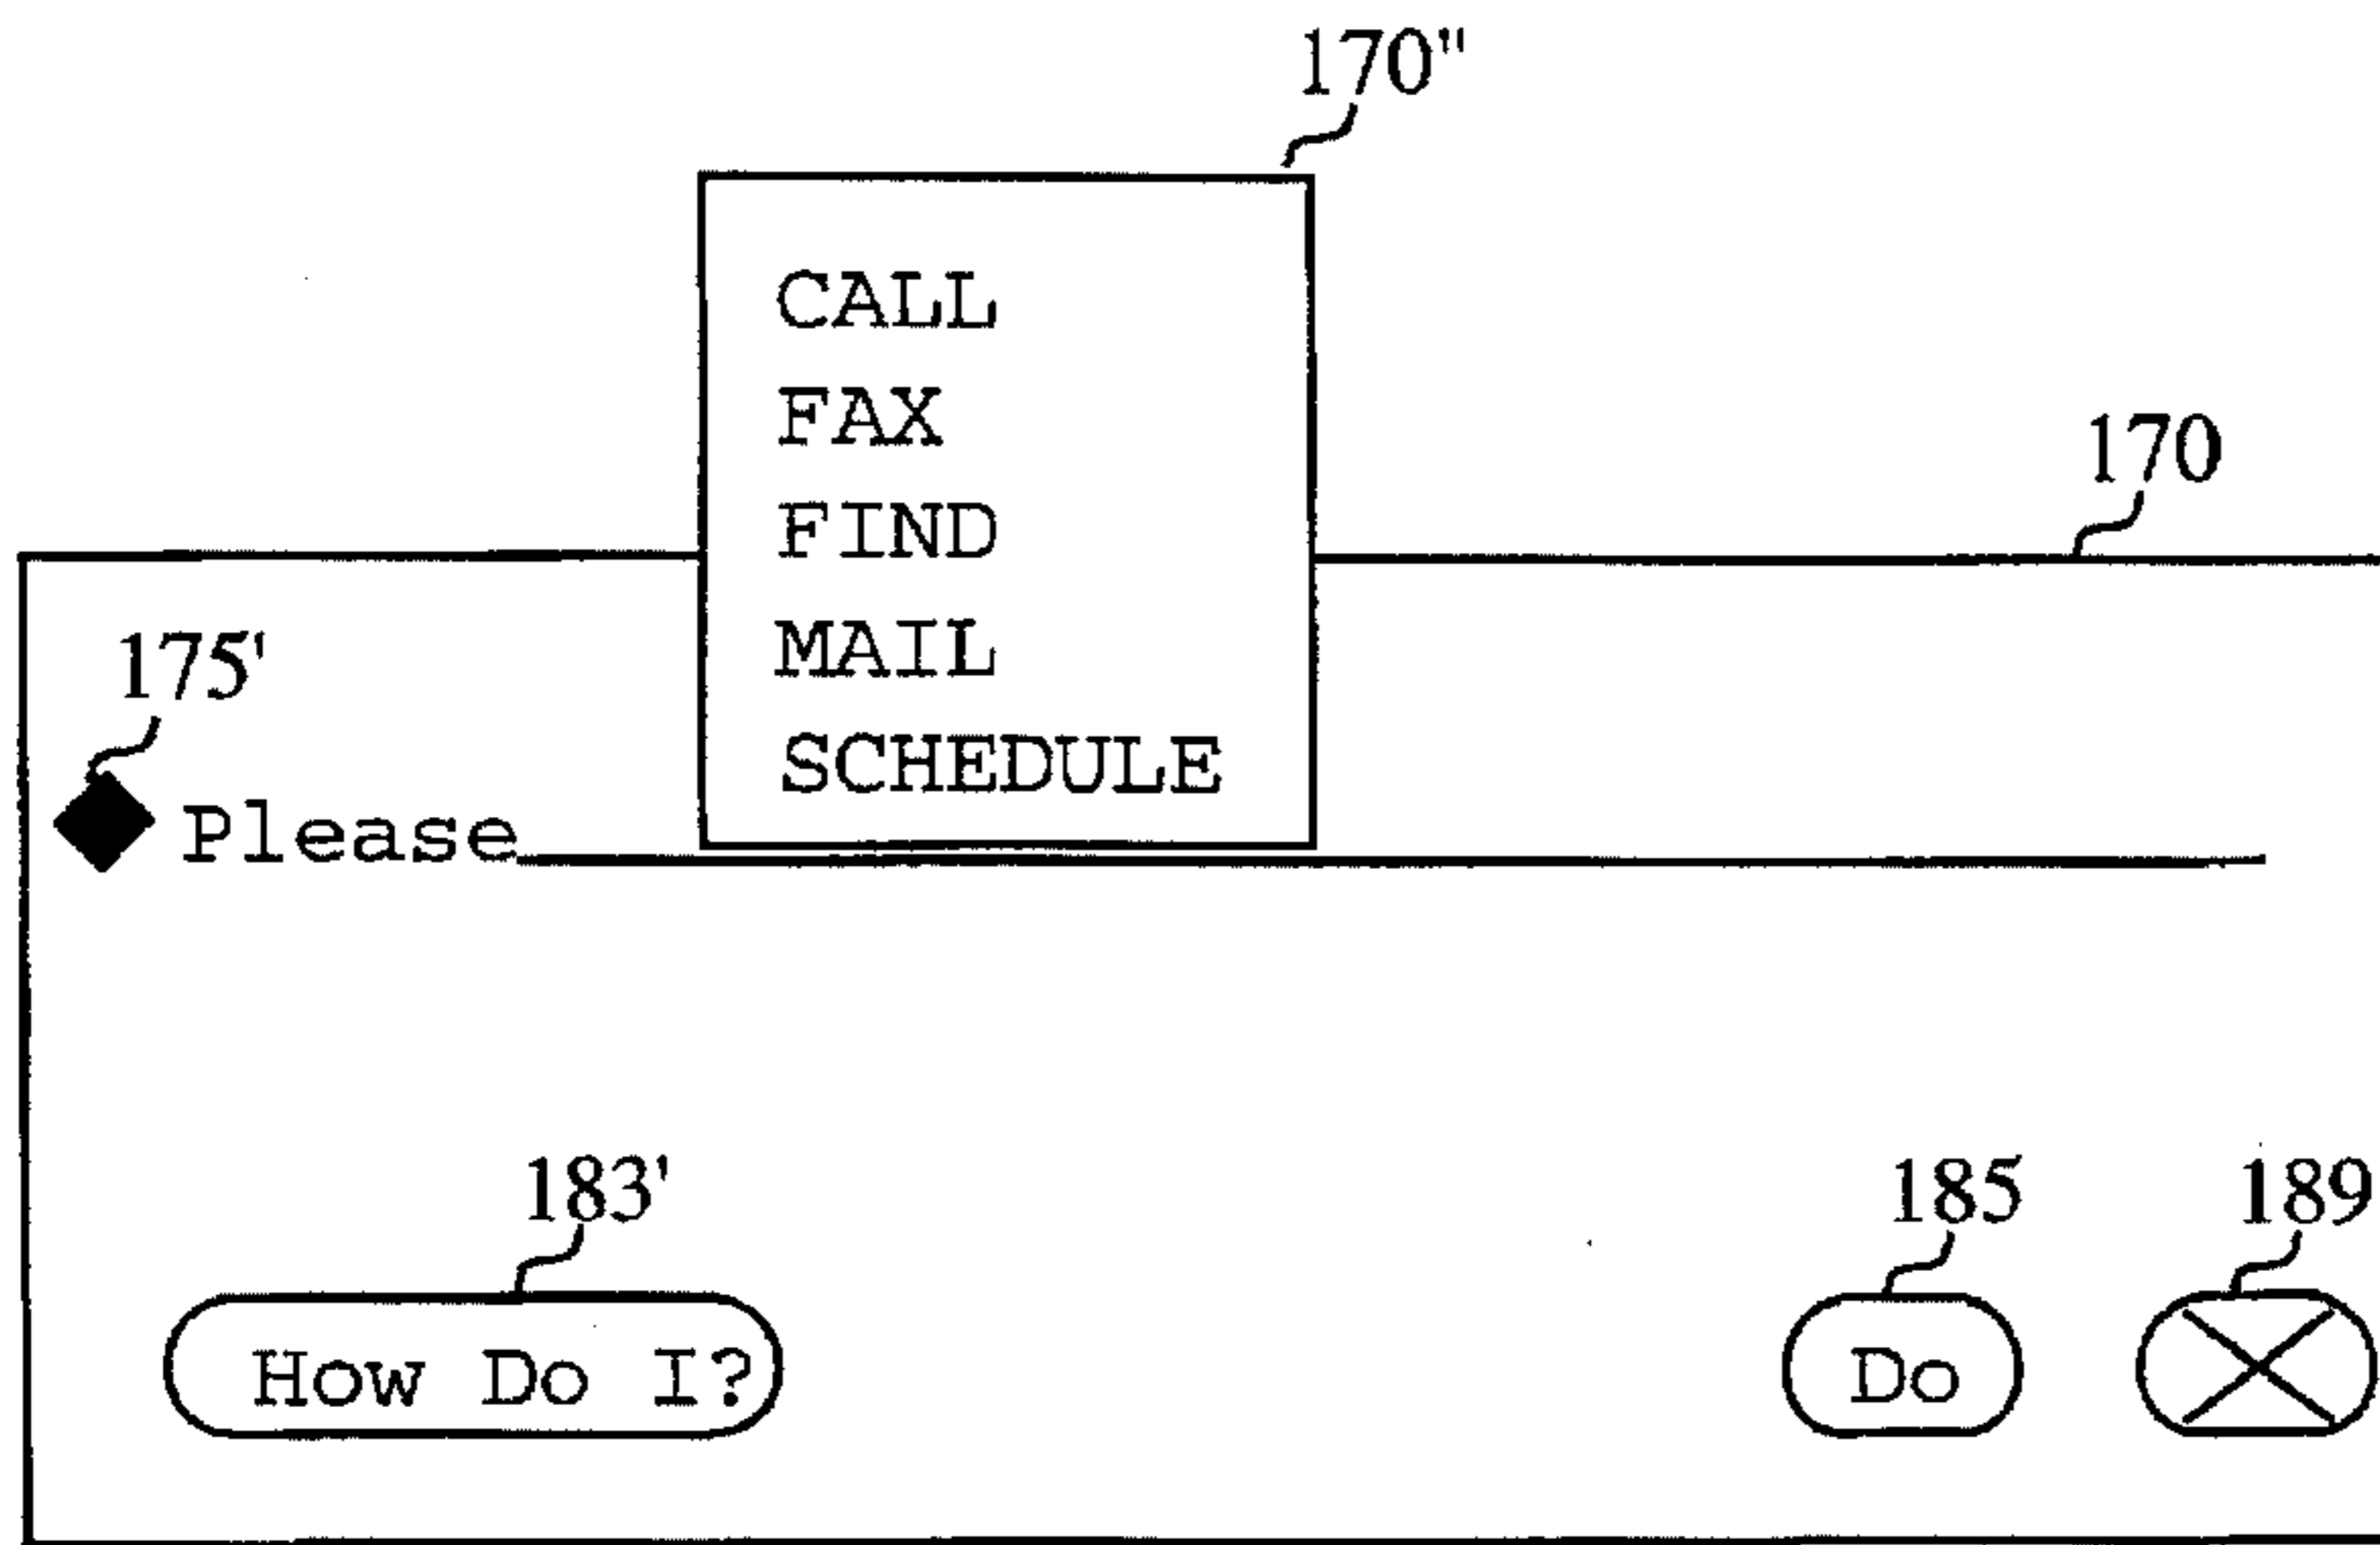 170"
CALL
FAX
FIND
MAIL
SCHEDULE
170
175'
Please
183'
185
189
How Do I?
Do